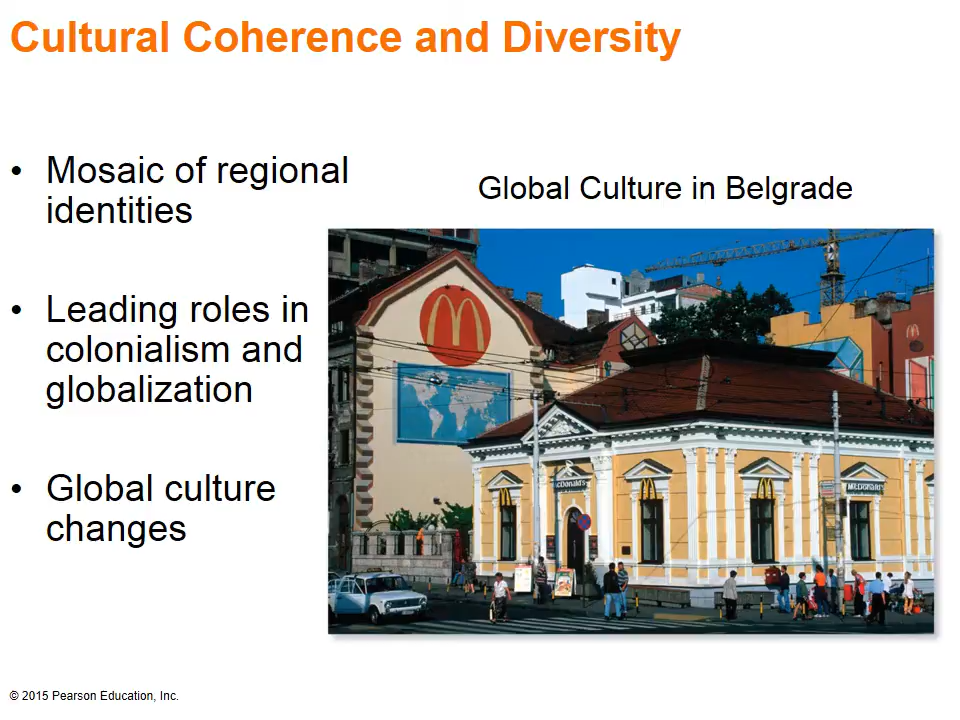 Cultural Coherence and Diversity
• Mosaic of regional
identities
• Leading roles in
colonialism and
globalization
• Global culture
changes
Global Culture in Belgrade
McDonald's
© 2015 Pearson Education, Inc.